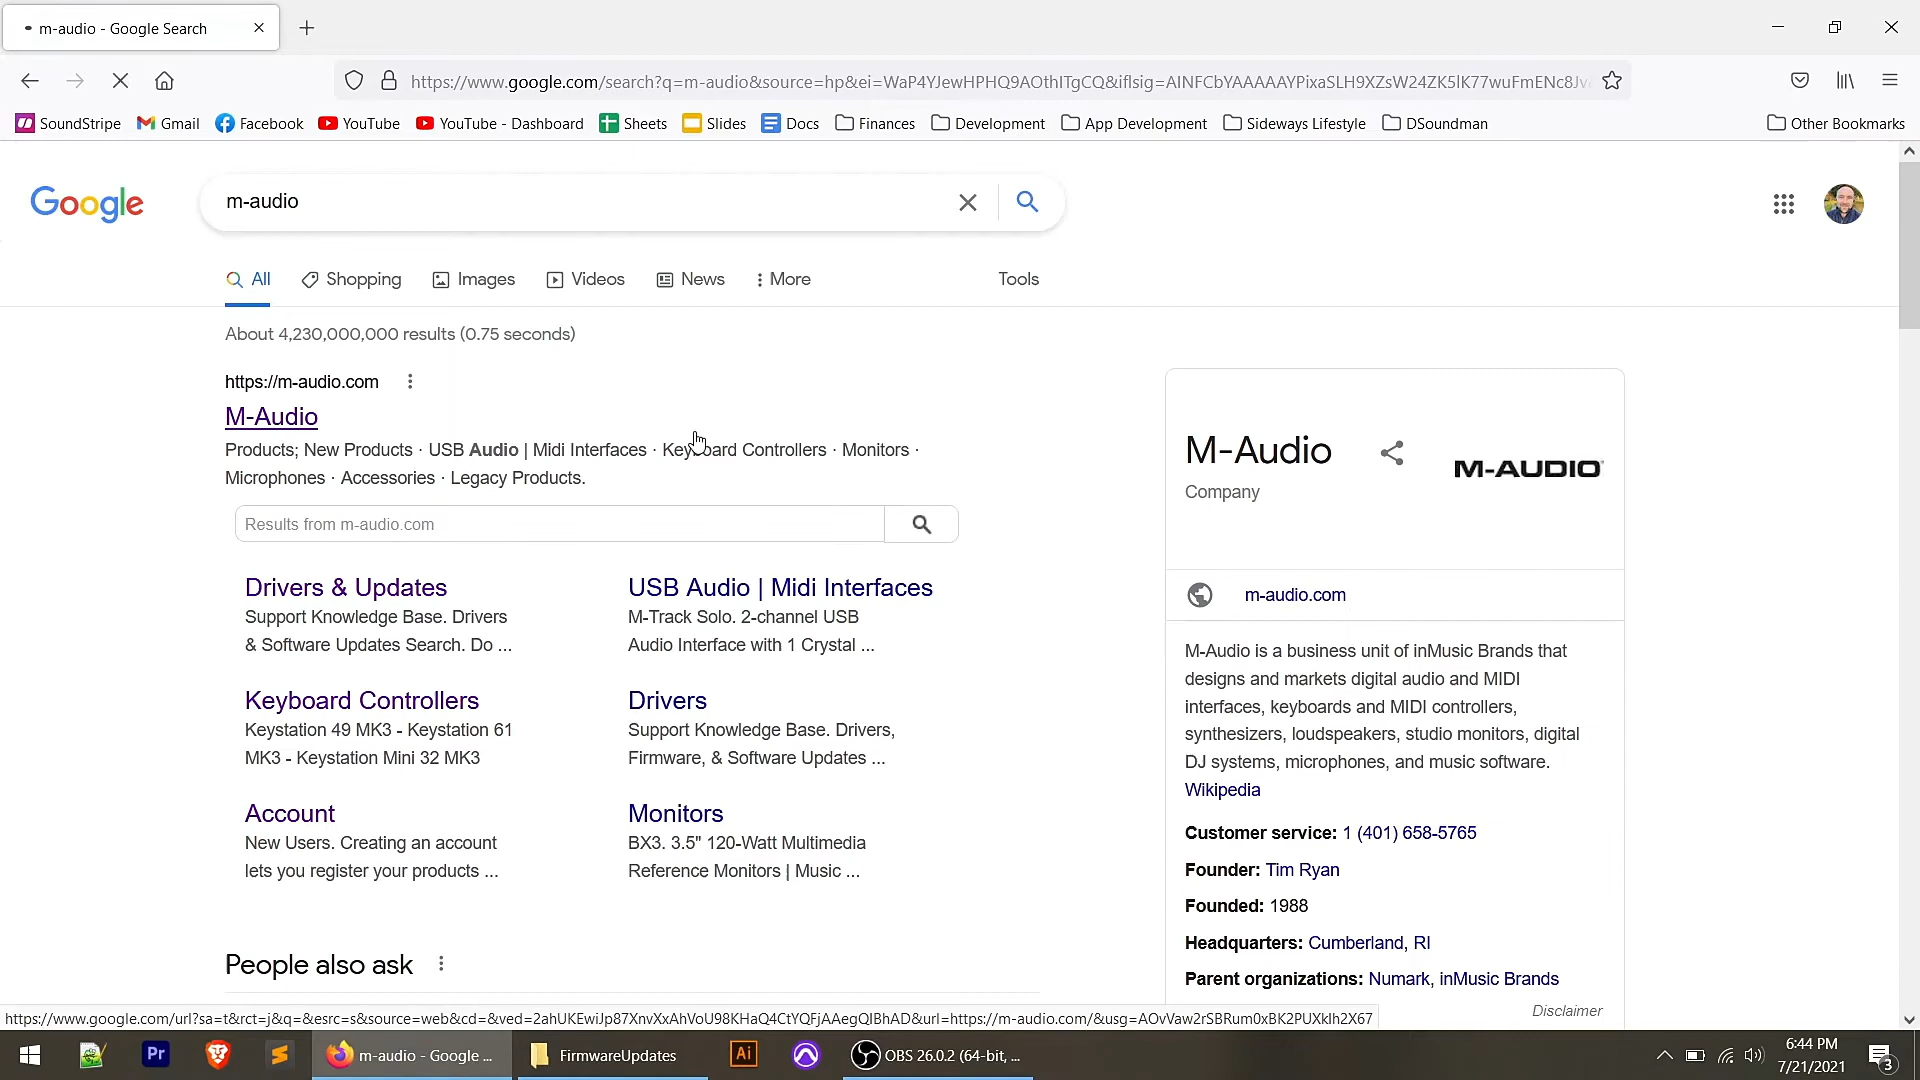 m-audio - Google Search
https://www.google.com/search?q=m-audio&source=hp&ei=WaP4YJewHPHQ9AOthITgCQ&iflsig=AINFCbYAAAAAYPixaSLH9XZsW24ZK5lK77wuFmENc8Jv
SoundStripe
Gmail
Facebook
YouTube
YouTube - Dashboard
Sheets
Slides
Docs
Finances
Development
App Development
Sideways Lifestyle
DSoundman
Other Bookmarks
Google
m-audio
All
Shopping
Images
Videos
News
More
Tools
About 4,230,000,000 results (0.75 seconds)
https://m-audio.com
M-Audio
Products; New Products · USB Audio | Midi Interfaces · Keyboard Controllers · Monitors ·
Microphones · Accessories · Legacy Products.
Results from m-audio.com
Drivers & Updates
Support Knowledge Base. Drivers
& Software Updates Search. Do ...
USB Audio | Midi Interfaces
M-Track Solo. 2-channel USB
Audio Interface with 1 Crystal ...
Keyboard Controllers
Keystation 49 MK3 - Keystation 61
MK3 - Keystation Mini 32 MK3
Drivers
Support Knowledge Base. Drivers,
Firmware, & Software Updates ...
Account
New Users. Creating an account
lets you register your products ...
Monitors
BX3. 3.5" 120-Watt Multimedia
Reference Monitors | Music ...
People also ask
M-Audio
Company
M-AUDIO
m-audio.com
M-Audio is a business unit of inMusic Brands that
designs and markets digital audio and MIDI
interfaces, keyboards and MIDI controllers,
synthesizers, loudspeakers, studio monitors, digital
DJ systems, microphones, and music software.
Wikipedia
Customer service: 1 (401) 658-5765
Founder: Tim Ryan
Founded: 1988
Headquarters: Cumberland, RI
Parent organizations: Numark, inMusic Brands
Disclaimer
https://www.google.com/url?sa=t&rct=j&q=&esrc=s&source=web&cd=&ved=2ahUKEwiJp87XnvXxAhVoU98KHaQ4CtYQFjAAegQIBhAD&url=https://m-audio.com/&usg=AOvVaw2rSBRum0xBK2PUXkIh2X67
Pr
m-audio - Google ...
FirmwareUpdates
Ai
OBS 26.0.2 (64-bit, ...
6:44 PM
7/21/2021
3